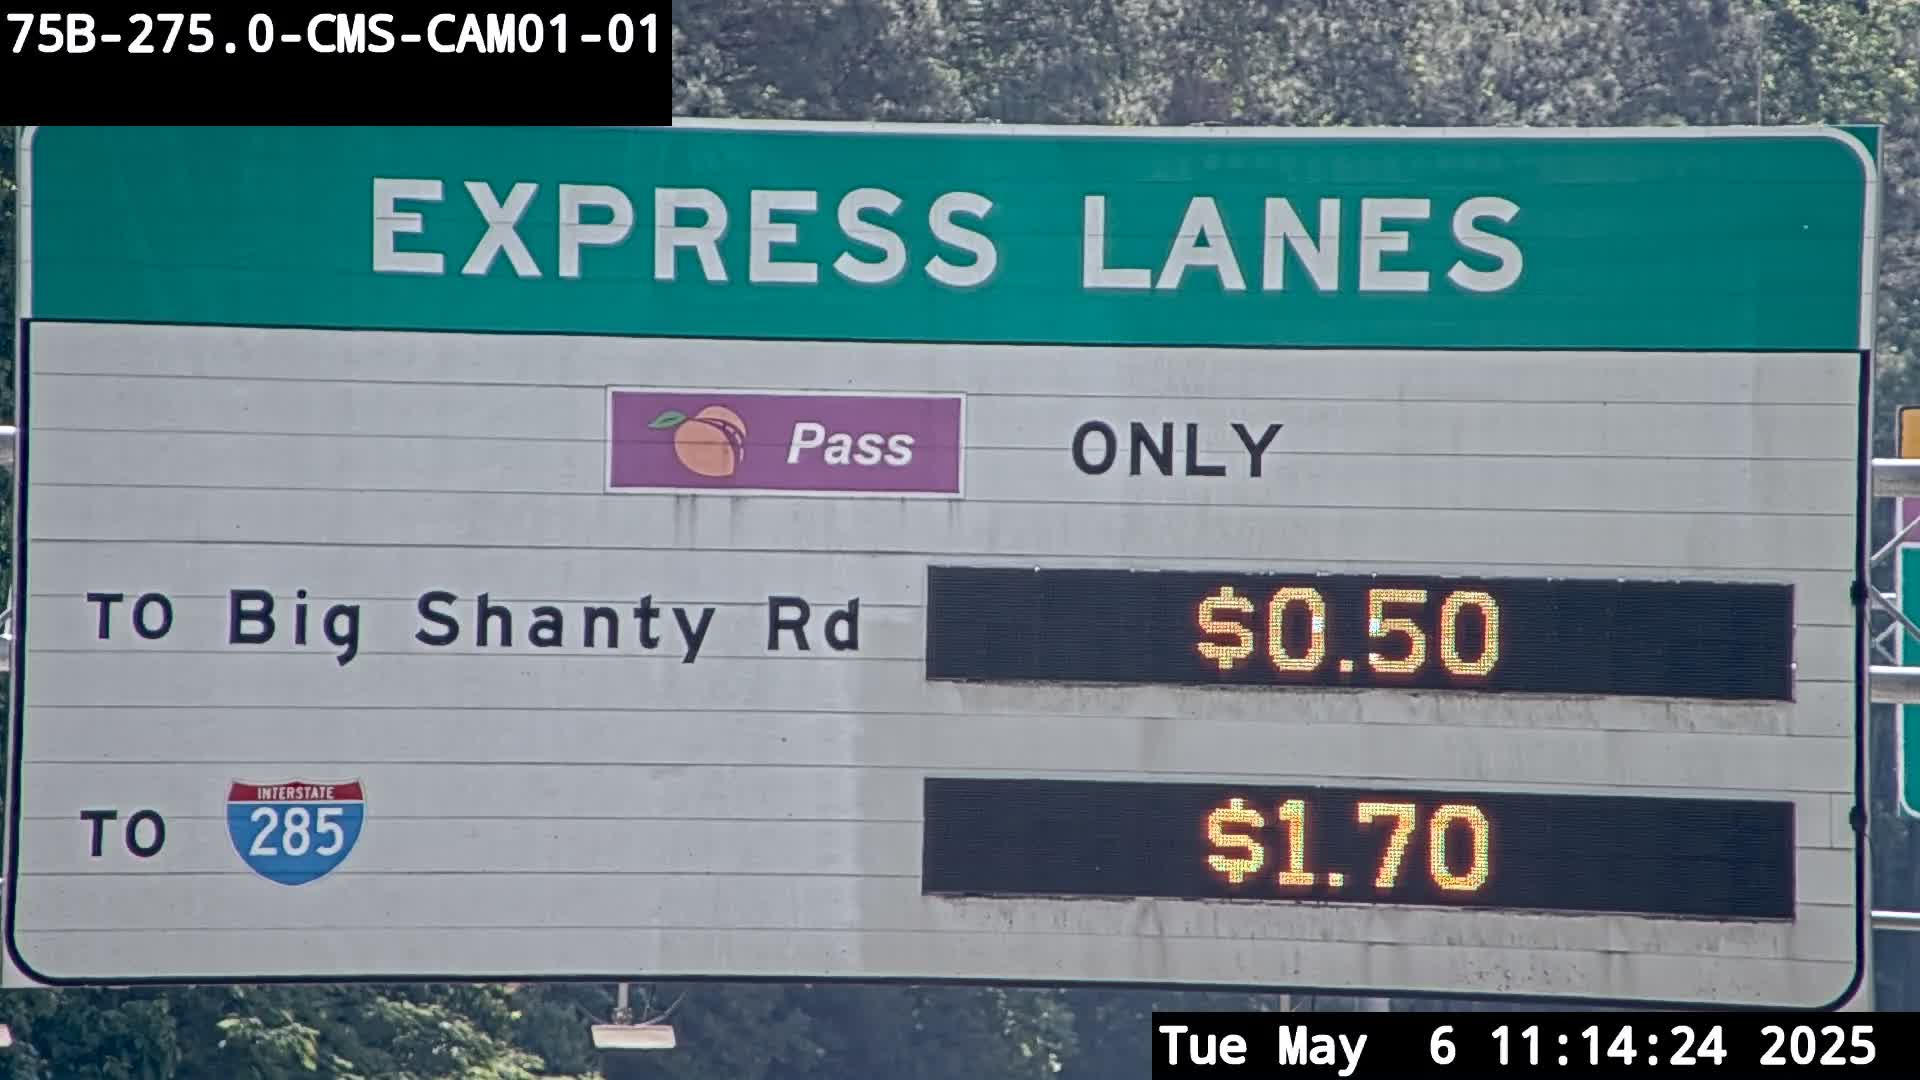 75B-275.0-CMS-CAM01-01
EXPRESS LANES
Pass ONLY
TO Big Shanty Rd $0.50
TO INTERSTATE 285 $1.70
Tue May 6 11:14:24 2025